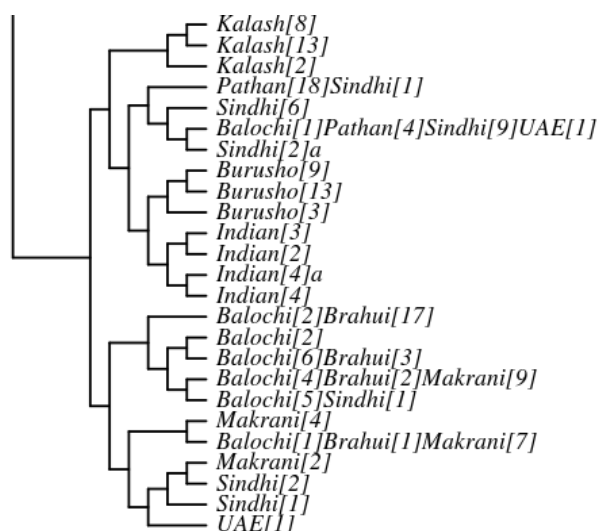 Kalash[8]
Kalash[13]
Kalash[2]
Pathan[18]Sindhi[1]
Sindhi[6]
Balochi[1]Pathan[4]Sindhi[9]UAE[1]
Sindhi[2]a
Burusho[9]
Burusho[13]
Burusho[3]
Indian[3]
Indian[2]
Indian[4]a
Indian[4]
Balochi[2]Brahui[17]
Balochi[2]
Balochi[6]Brahui[3]
Balochi[4]Brahui[2]Makrani[9]
Balochi[5]Sindhi[1]
Makrani[4]
Balochi[1]Brahui[1]Makrani[7]
Makrani[2]
Sindhi[2]
Sindhi[1]
UAE[1]